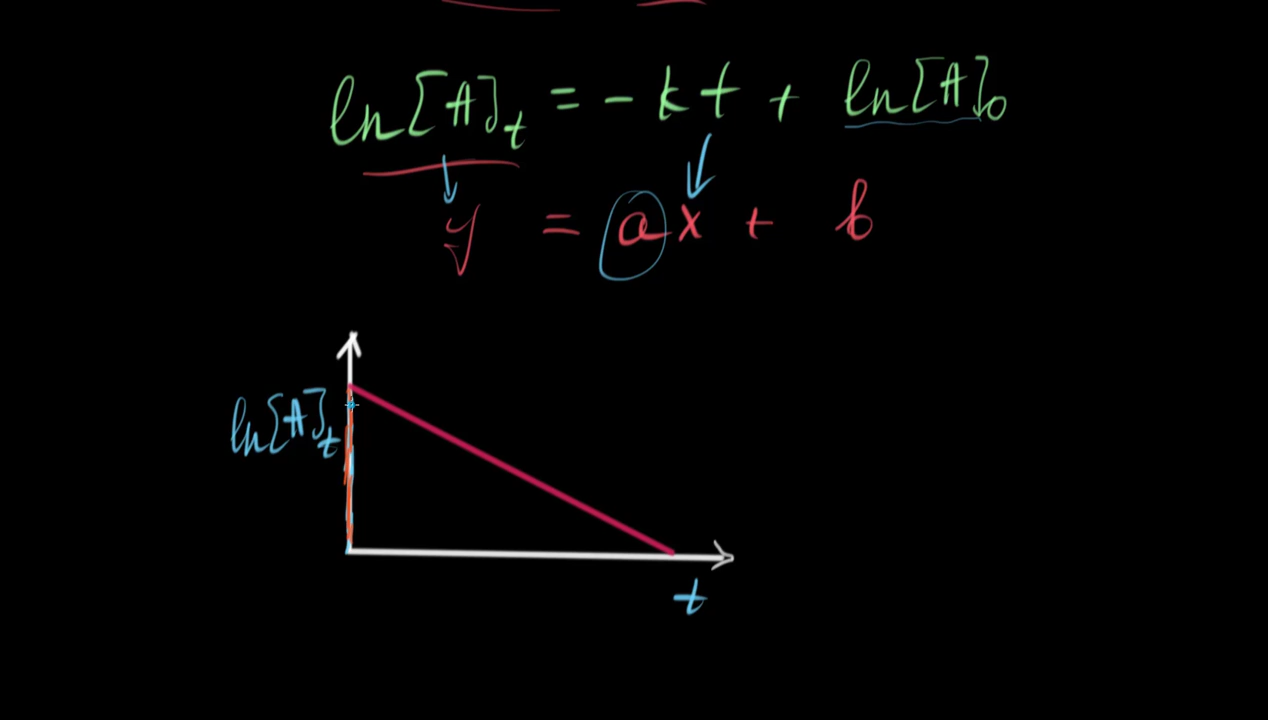 ln[A]t = - kt + ln[A]0
y = ax + b
ln[A]t
t